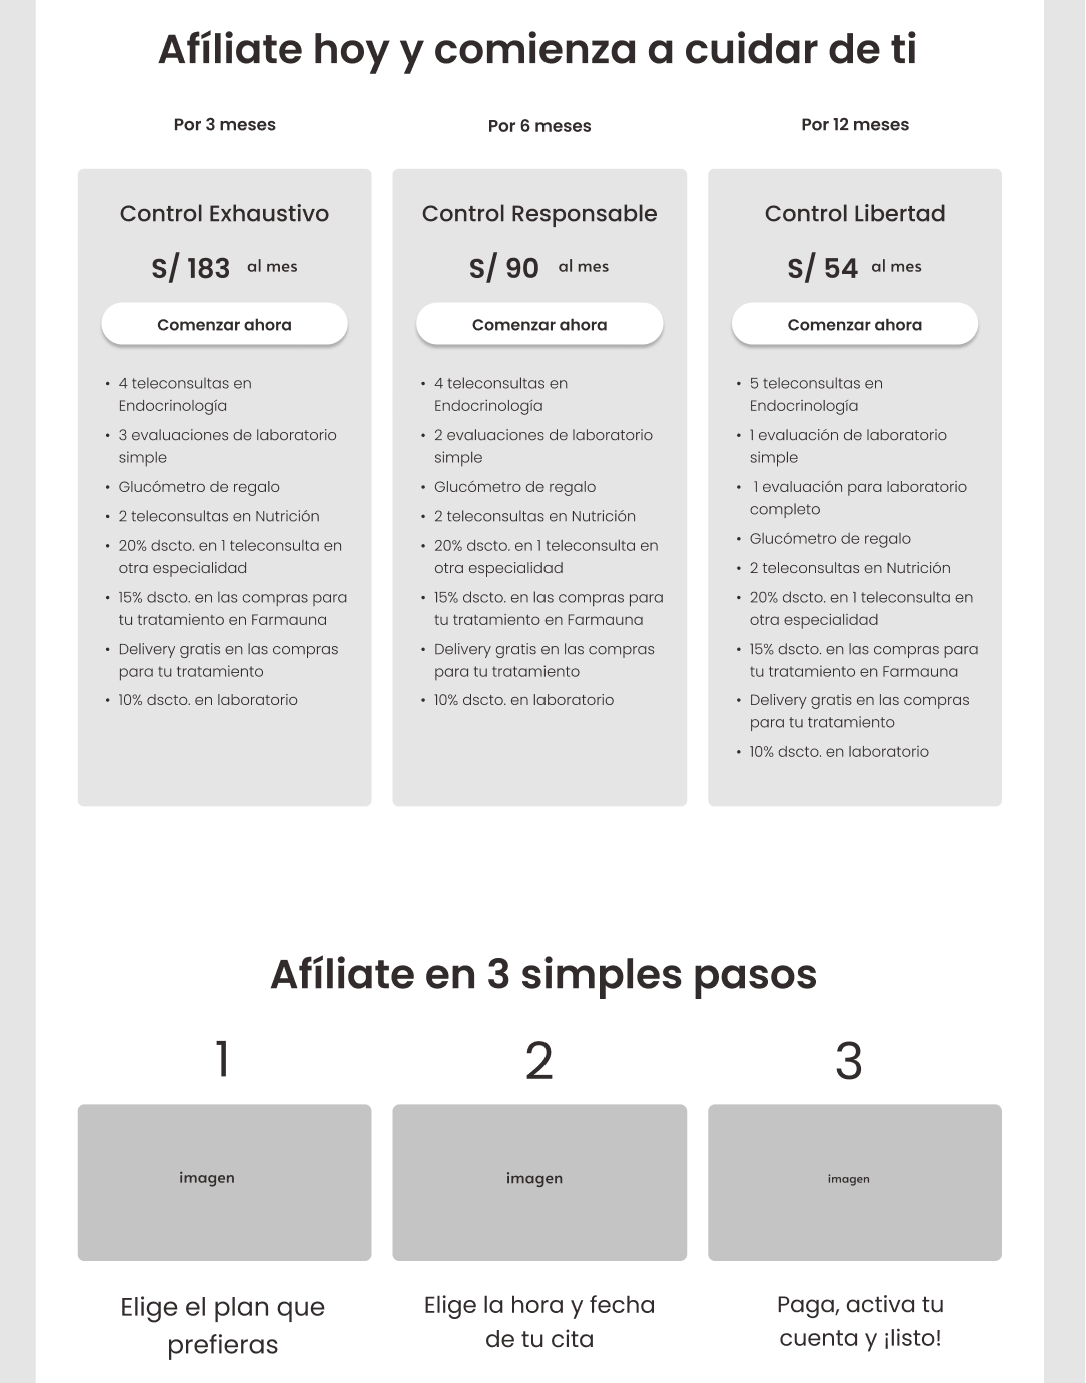 Afíliate hoy y comienza a cuidar de ti
Por 3 meses
Control Exhaustivo
S/ 183 al mes
Comenzar ahora
• 4 teleconsultas en
Endocrinología
• 3 evaluaciones de laboratorio
simple
• Glucómetro de regalo
• 2 teleconsultas en Nutrición
• 20% dscto. en 1 teleconsulta en
otra especialidad
• 15% dscto. en las compras para
tu tratamiento en Farmauna
• Delivery gratis en las compras
para tu tratamiento
• 10% dscto. en laboratorio
Por 6 meses
Control Responsable
S/ 90 al mes
Comenzar ahora
• 4 teleconsultas en
Endocrinología
• 2 evaluaciones de laboratorio
simple
• Glucómetro de regalo
• 2 teleconsultas en Nutrición
• 20% dscto. en 1 teleconsulta en
otra especialidad
• 15% dscto. en las compras para
tu tratamiento en Farmauna
• Delivery gratis en las compras
para tu tratamiento
• 10% dscto. en laboratorio
Por 12 meses
Control Libertad
S/ 54 al mes
Comenzar ahora
• 5 teleconsultas en
Endocrinología
• 1 evaluación de laboratorio
simple
• 1 evaluación para laboratorio
completo
• Glucómetro de regalo
• 2 teleconsultas en Nutrición
• 20% dscto. en 1 teleconsulta en
otra especialidad
• 15% dscto. en las compras para
tu tratamiento en Farmauna
• Delivery gratis en las compras
para tu tratamiento
• 10% dscto. en laboratorio
Afíliate en 3 simples pasos
1
imagen
Elige el plan que
prefieras
2
imagen
Elige la hora y fecha
de tu cita
3
imagen
Paga, activa tu
cuenta y ¡listo!